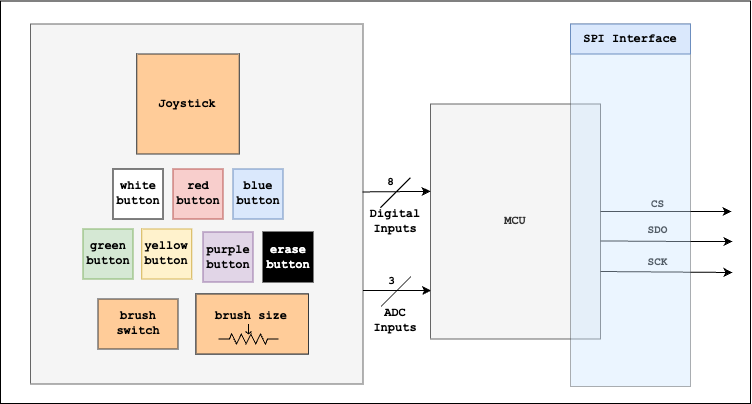 SPI Interface
Joystick
white
button
red
button
blue
button
green
button
yellow
button
purple
button
erase
button
brush
switch
brush size
8
Digital
Inputs
3
ADC
Inputs
MCU
CS
SDO
SCK